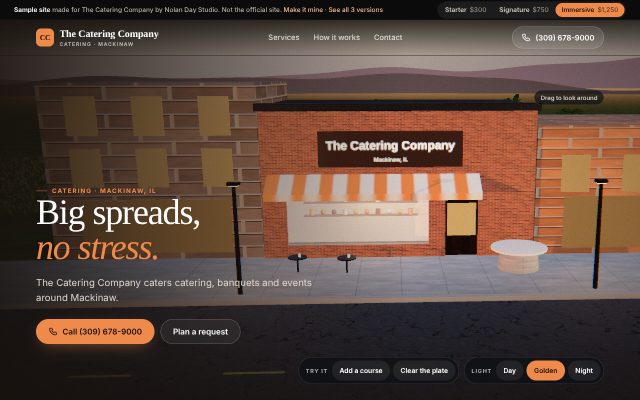 Sample site made for The Catering Company by Nolan Day Studio. Not the official site. Make it mine · See all 3 versions
Starter $300 Signature $750 Immersive $1,250
CC The Catering Company
CATERING · MACKINAW
Services How it works Contact
(309) 678-9000
Drag to look around
The Catering Company
Mackinaw, IL
CATERING · MACKINAW, IL
Big spreads,
no stress.
The Catering Company caters catering, banquets and events
around Mackinaw.
Call (309) 678-9000 Plan a request
TRY IT Add a course Clear the plate LIGHT Day Golden Night